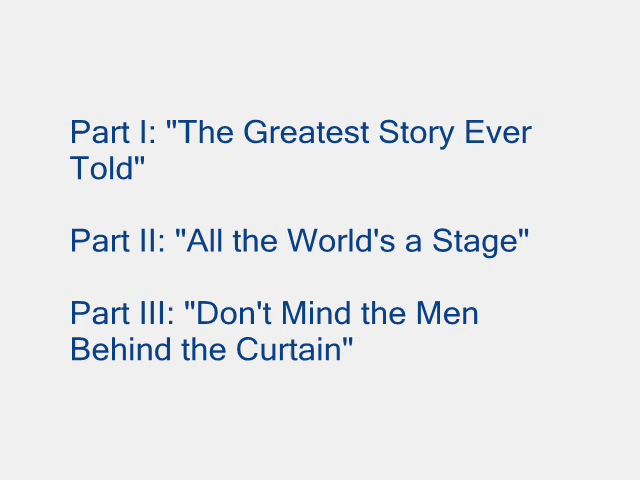 Part I: "The Greatest Story Ever
Told"
Part II: "All the World's a Stage"
Part III: "Don't Mind the Men
Behind the Curtain"